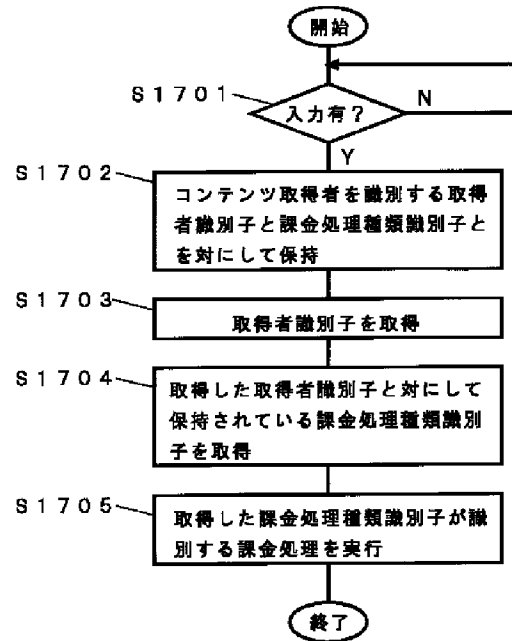 開始
S1701
入力有?
N
Y
S1702
コンテンツ取得者を識別する取得
者識別子と課金処理種類識別子と
を対にして保持
S1703
取得者識別子を取得
S1704
取得した取得者識別子と対にして
保持されている課金処理種類識別
子を取得
S1705
取得した課金処理種類識別子が識
別する課金処理を実行
終了